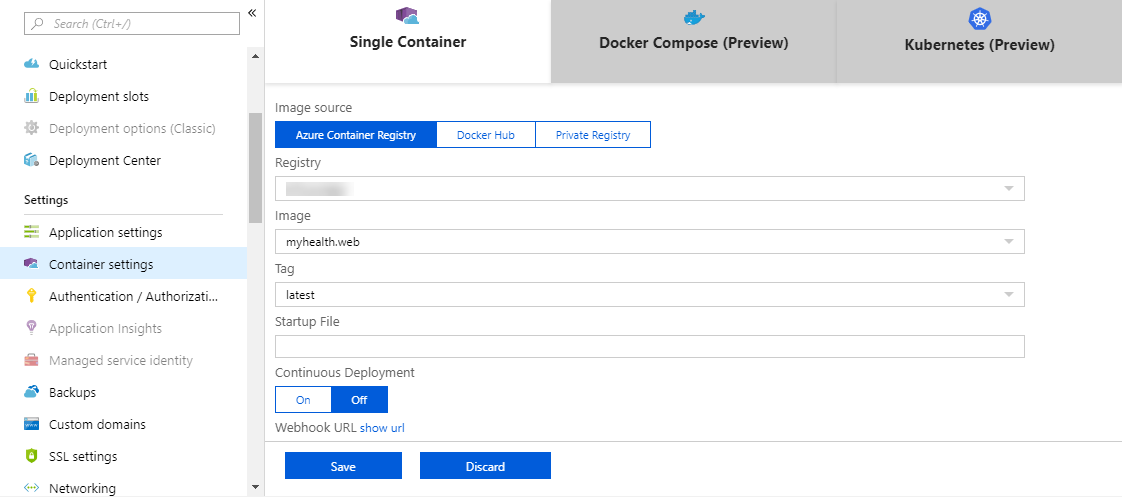 Search (Ctrl+/)
«
Quickstart
Deployment slots
Deployment options (Classic)
Deployment Center
Settings
Application settings
Container settings
Authentication / Authorizati...
Application Insights
Managed service identity
Backups
Custom domains
SSL settings
Networking
Single Container
Docker Compose (Preview)
Kubernetes (Preview)
Image source
Azure Container Registry
Docker Hub
Private Registry
Registry
Image
myhealth.web
Tag
latest
Startup File
Continuous Deployment
On
Off
Webhook URL show url
Save
Discard